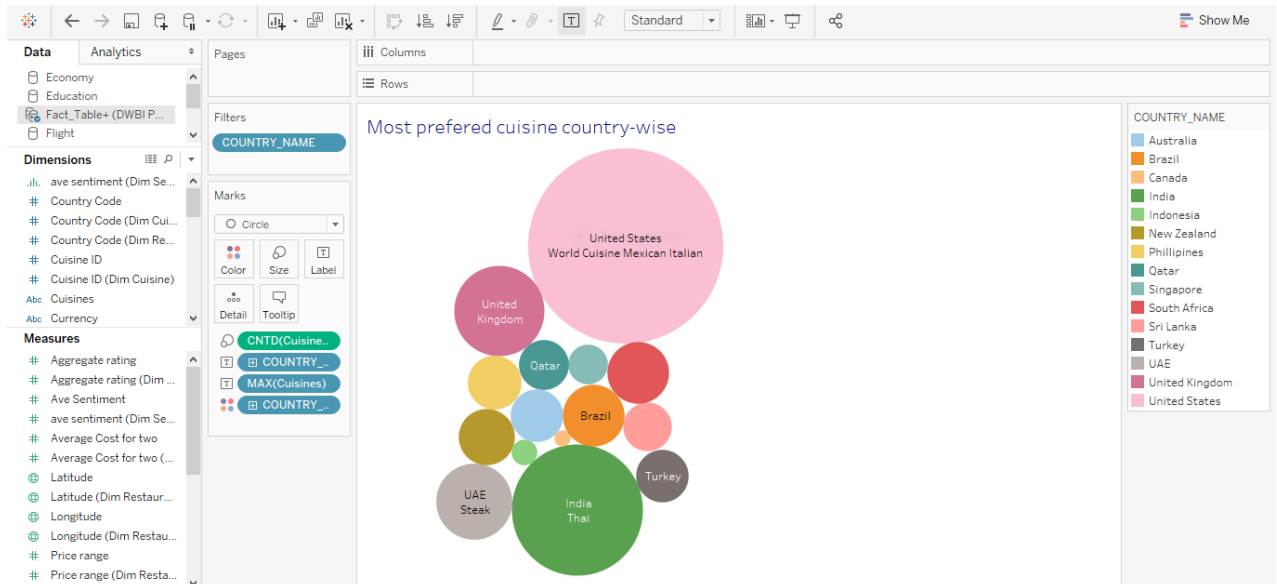 Standard
Show Me
Data
Analytics
Economy
Education
Fact_Table+ (DWBI P...
Flight
Dimensions
ave sentiment (Dim Se...
Country Code
Country Code (Dim Cui...
Country Code (Dim Re...
Cuisine ID
Cuisine ID (Dim Cuisine)
Abc Cuisines
Abc Currency
Measures
Aggregate rating
Aggregate rating (Dim ...
Ave Sentiment
ave sentiment (Dim Se...
Average Cost for two
Average Cost for two (...
Latitude
Latitude (Dim Restaur...
Longitude
Longitude (Dim Restau...
Price range
Price range (Dim Resta...
Pages
Filters
COUNTRY_NAME
Marks
Circle
Color
Size
Label
Detail
Tooltip
CNTD(Cuisine..
COUNTRY_..
MAX(Cuisines)
COUNTRY_..
Columns
Rows
Most prefered cuisine country-wise
United States
World Cuisine Mexican Italian
United
Kingdom
Qatar
Brazil
Turkey
UAE
Steak
India
Thai
COUNTRY_NAME
Australia
Brazil
Canada
India
Indonesia
New Zealand
Phillipines
Qatar
Singapore
South Africa
Sri Lanka
Turkey
UAE
United Kingdom
United States